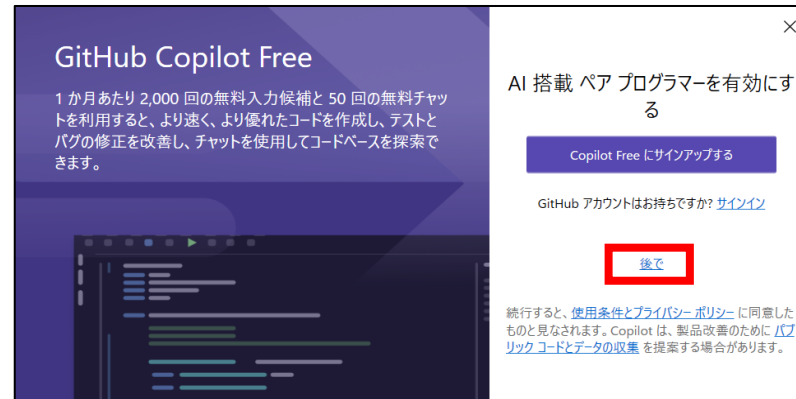 GitHub Copilot Free
1 か月あたり 2,000 回の無料入力候補と 50 回の無料チャッ
トを利用すると、より速く、より優れたコードを作成し、テストと
バグの修正を改善し、チャットを使用してコードベースを探索で
きます。
AI 搭載 ペア プログラマーを有効にす
る
Copilot Free にサインアップする
GitHub アカウントはお持ちですか? サインイン
後で
続行すると、使用条件とプライバシー ポリシー に同意した
ものと見なされます。Copilot は、製品改善のために パブ
リック コードとデータの収集 を提案する場合があります。